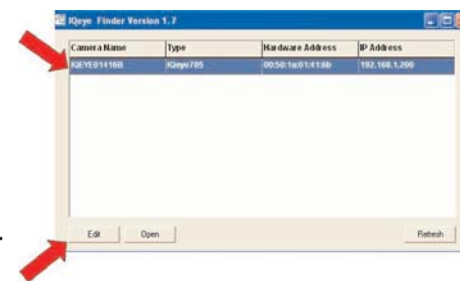 IQeye Finder Version 1.7
Camera Name Type Hardware Address IP Address
IQEYE01416B IQeye705 00:50:1a:01:41:6b 192.168.1.200
Edit Open Refresh
.